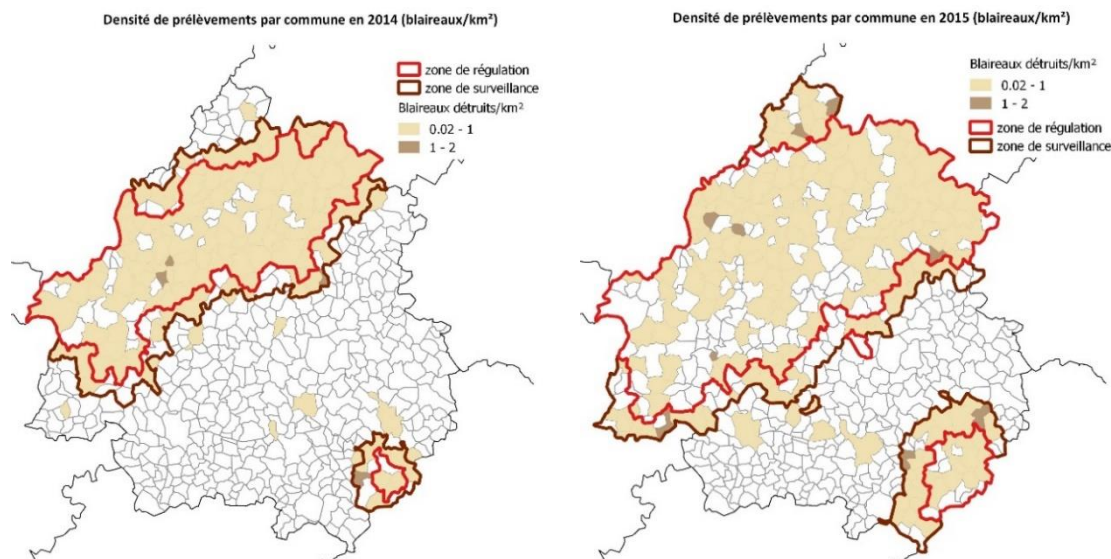 Densité de prélèvements par commune en 2014 (blaireaux/km²)
zone de régulation
zone de surveillance
Blaireaux détruits/km²
0.02 - 1
1 - 2
Densité de prélèvements par commune en 2015 (blaireaux/km²)
Blaireaux détruits/km²
0.02 - 1
1 - 2
zone de régulation
zone de surveillance